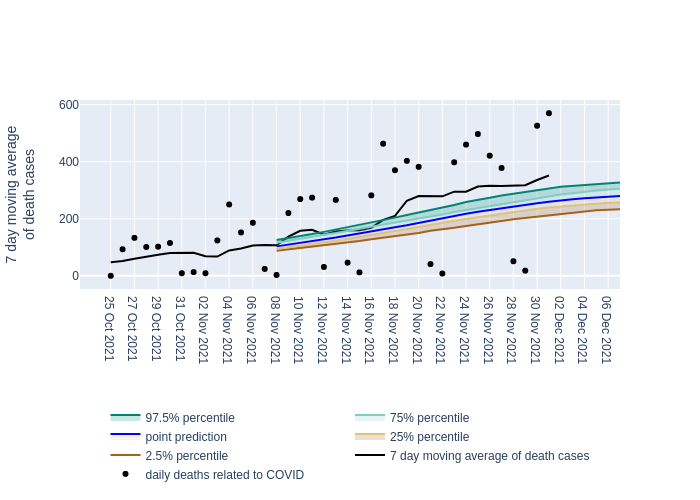 7 day moving average
of death cases
600
400
200
0
25 Oct 2021
27 Oct 2021
29 Oct 2021
31 Oct 2021
02 Nov 2021
04 Nov 2021
06 Nov 2021
08 Nov 2021
10 Nov 2021
12 Nov 2021
14 Nov 2021
16 Nov 2021
18 Nov 2021
20 Nov 2021
22 Nov 2021
24 Nov 2021
26 Nov 2021
28 Nov 2021
30 Nov 2021
02 Dec 2021
04 Dec 2021
06 Dec 2021
97.5% percentile
75% percentile
point prediction
25% percentile
2.5% percentile
7 day moving average of death cases
daily deaths related to COVID